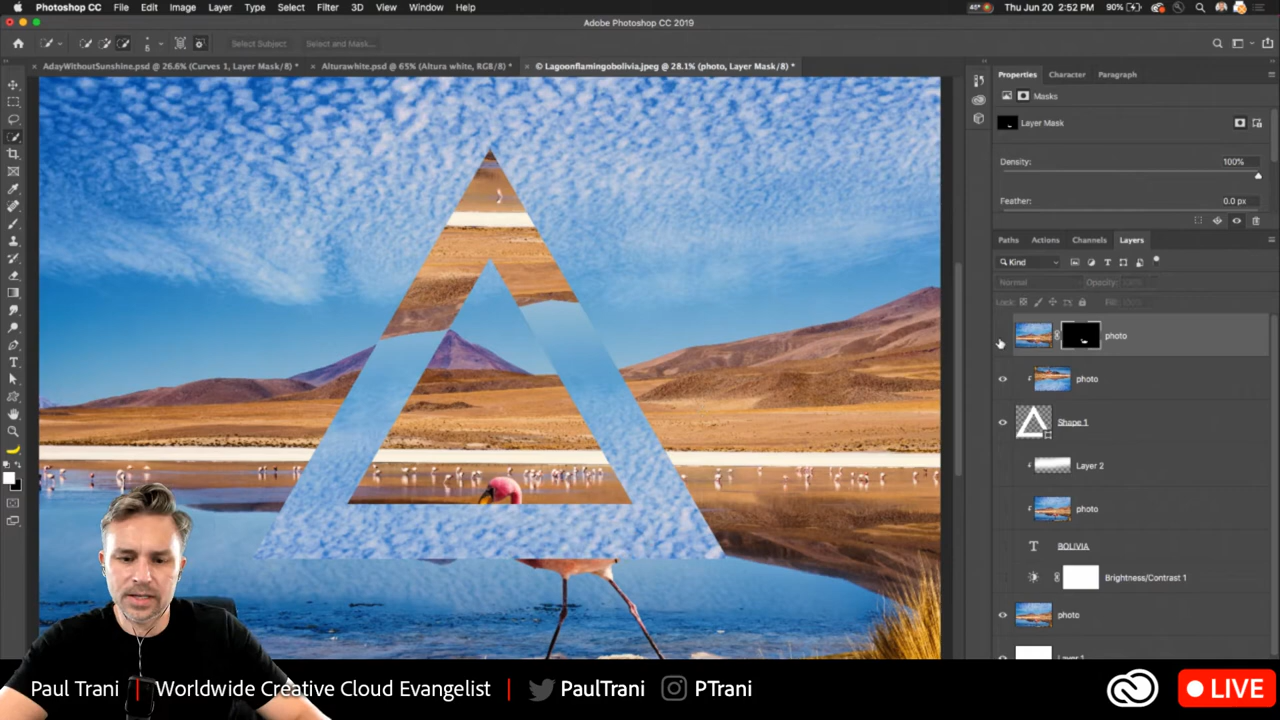 Photoshop CC File Edit Image Layer Type Select Filter 3D View Window Help
45° Thu Jun 20 2:52 PM 90%
Adobe Photoshop CC 2019
6 Select Subject Select and Mask...
AdayWithoutSunshine.psd @ 26.6% (Curves 1, Layer Mask/8) *
Alturawhite.psd @ 65% (Altura white, RGB/8) *
© Lagoonflamingobolivia.jpeg @ 28.1% (photo, Layer Mask/8) *
Properties Character Paragraph
Masks
Layer Mask
Density: 100%
Feather: 0.0 px
Paths Actions Channels Layers
Kind
Normal Opacity: 100%
Lock: Fill: 100%
photo
photo
Shape 1
Layer 2
photo
T BOLIVIA
Brightness/Contrast 1
photo
Layer 1
Paul Trani | Worldwide Creative Cloud Evangelist | PaulTrani PTrani
LIVE